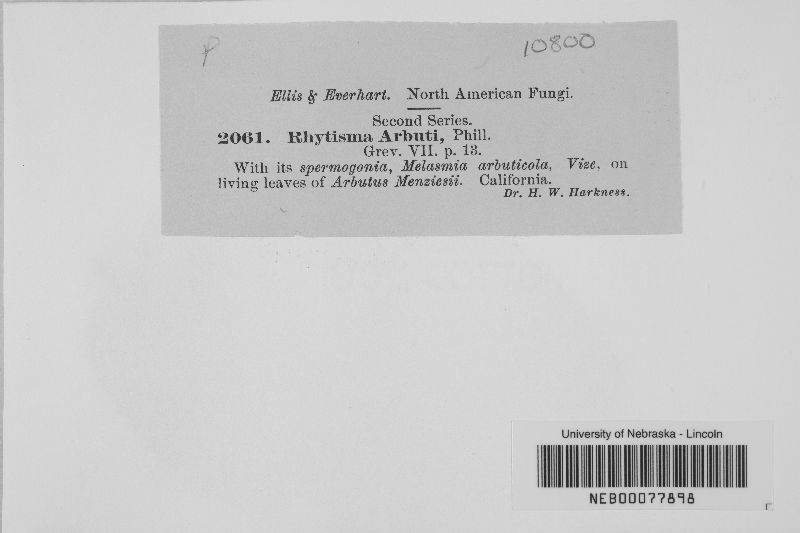 P
10800
Ellis & Everhart. North American Fungi.
Second Series.
2061. Rhytisma Arbuti, Phill.
Grev. VII. p. 13.
With its spermogonia, Melasmia arbuticola, Vize, on
living leaves of Arbutus Menziesii. California.
Dr. H. W. Harkness.
University of Nebraska - Lincoln
NEB00077898